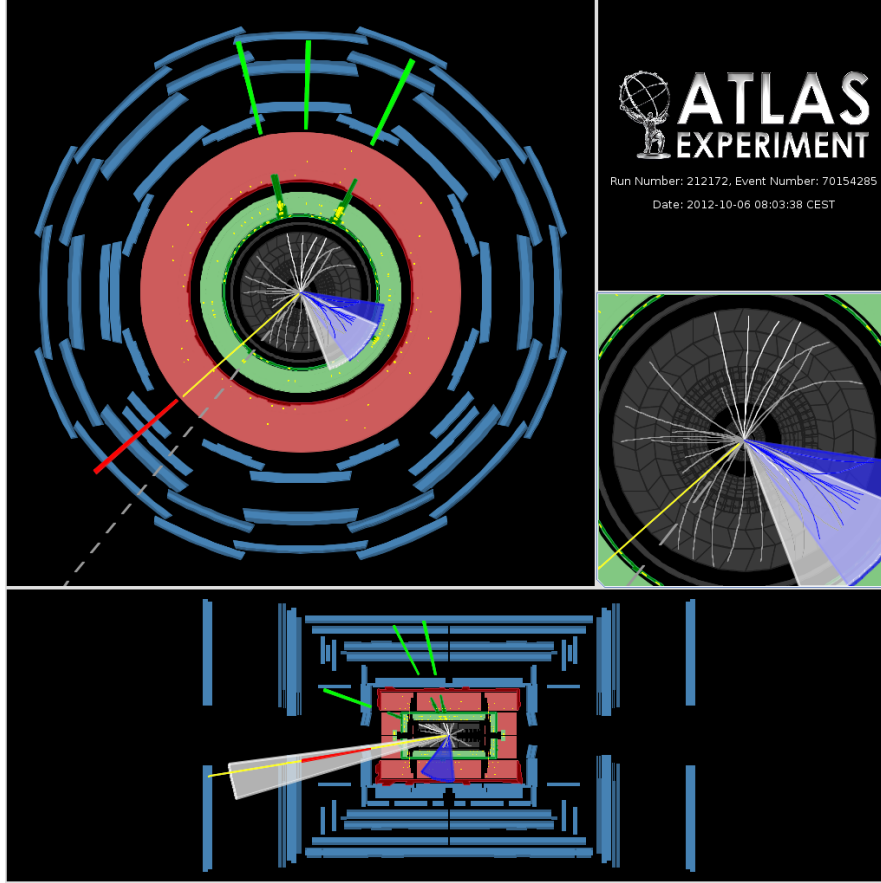 ATLAS
EXPERIMENT
Run Number: 212172, Event Number: 70154285
Date: 2012-10-06 08:03:38 CEST